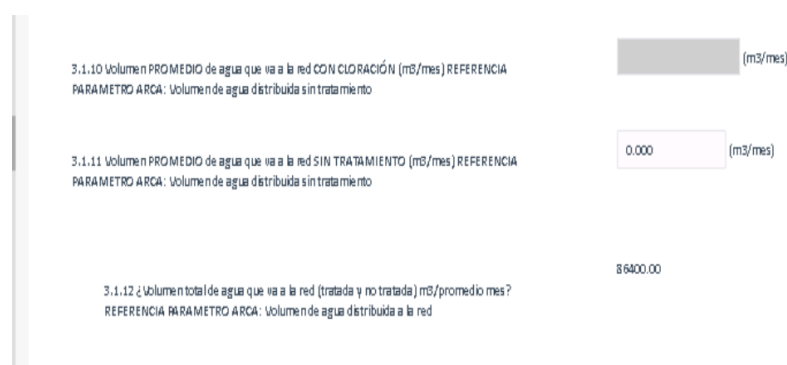 3.1.10 Volumen PROMEDIO de agua que va a la red CON CLORACIÓN (m3/mes) REFERENCIA
PARAMETRO ARCA: Volumen de agua distribuida sin tratamiento
(m3/mes)
3.1.11 Volumen PROMEDIO de agua que va a la red SIN TRATAMIENTO (m3/mes) REFERENCIA
PARAMETRO ARCA: Volumen de agua distribuida sin tratamiento
0.000 (m3/mes)
86400.00
3.1.12 ¿Volumen total de agua que va a la red (tratada y no tratada) m3/promedio mes?
REFERENCIA PARAMETRO ARCA: Volumen de agua distribuida a la red